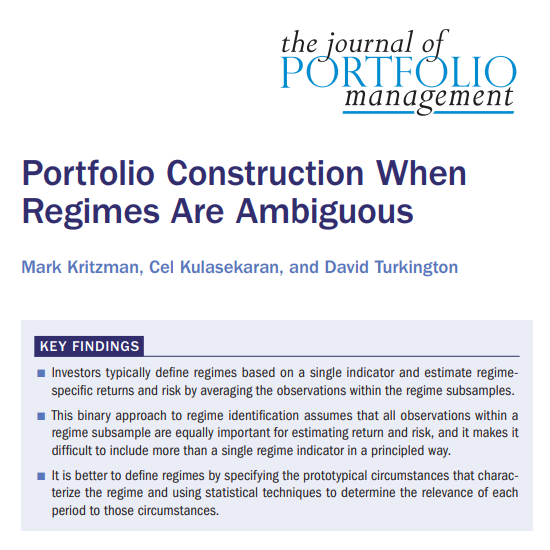 the journal of
PORTFOLIO
management
Portfolio Construction When
Regimes Are Ambiguous
Mark Kritzman, Cel Kulasekaran, and David Turkington
KEY FINDINGS
■ Investors typically define regimes based on a single indicator and estimate regime-
specific returns and risk by averaging the observations within the regime subsamples.
■ This binary approach to regime identification assumes that all observations within a
regime subsample are equally important for estimating return and risk, and it makes it
difficult to include more than a single regime indicator in a principled way.
■ It is better to define regimes by specifying the prototypical circumstances that charac-
terize the regime and using statistical techniques to determine the relevance of each
period to those circumstances.